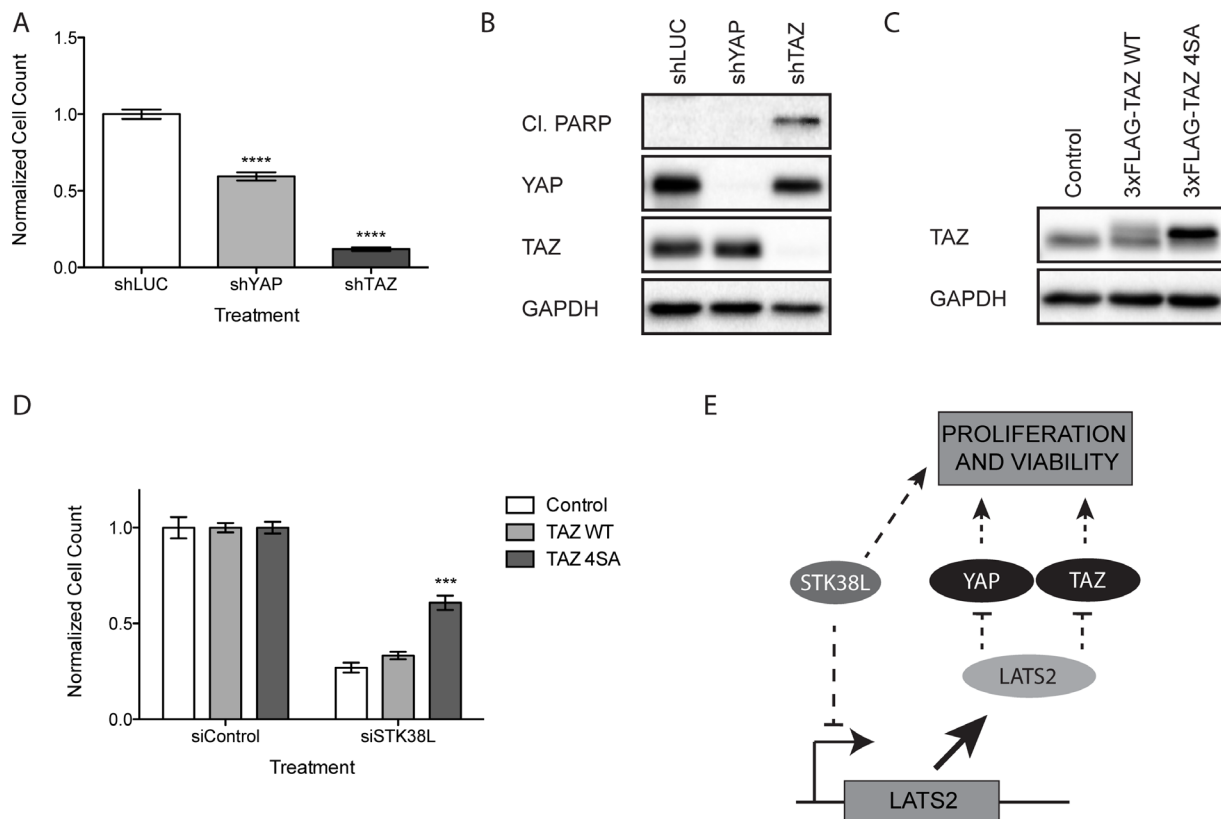 A
Normalized Cell Count
1.5
1.0
0.5
0.0
****
****
shLUC
shYAP
shTAZ
Treatment
B
shLUC
shYAP
shTAZ
Cl. PARP
YAP
TAZ
GAPDH
C
Control
3xFLAG-TAZ WT
3xFLAG-TAZ 4SA
TAZ
GAPDH
D
Normalized Cell Count
1.0
0.5
0.0
***
siControl
siSTK38L
Treatment
Control
TAZ WT
TAZ 4SA
E
PROLIFERATION
AND VIABILITY
STK38L
YAP
TAZ
LATS2
LATS2